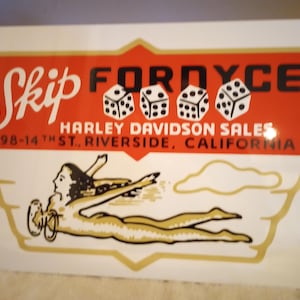 Skip FORDYCE
HARLEY DAVIDSON SALES
98-14TH ST., RIVERSIDE, CALIFORNIA